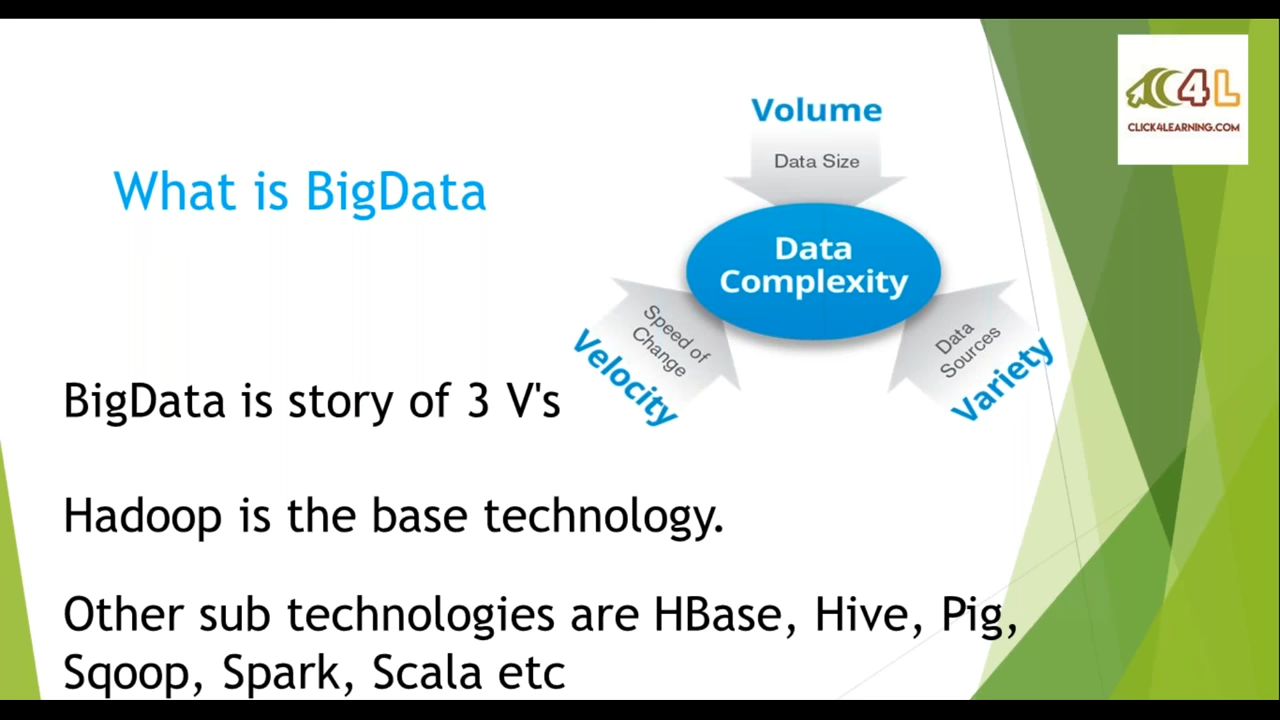 What is BigData
Volume
Data Size
Data
Complexity
Speed of
Change
Velocity
Data
Sources
Variety
C4L
CLICK4LEARNING.COM
BigData is story of 3 V's
Hadoop is the base technology.
Other sub technologies are HBase, Hive, Pig,
Sqoop, Spark, Scala etc